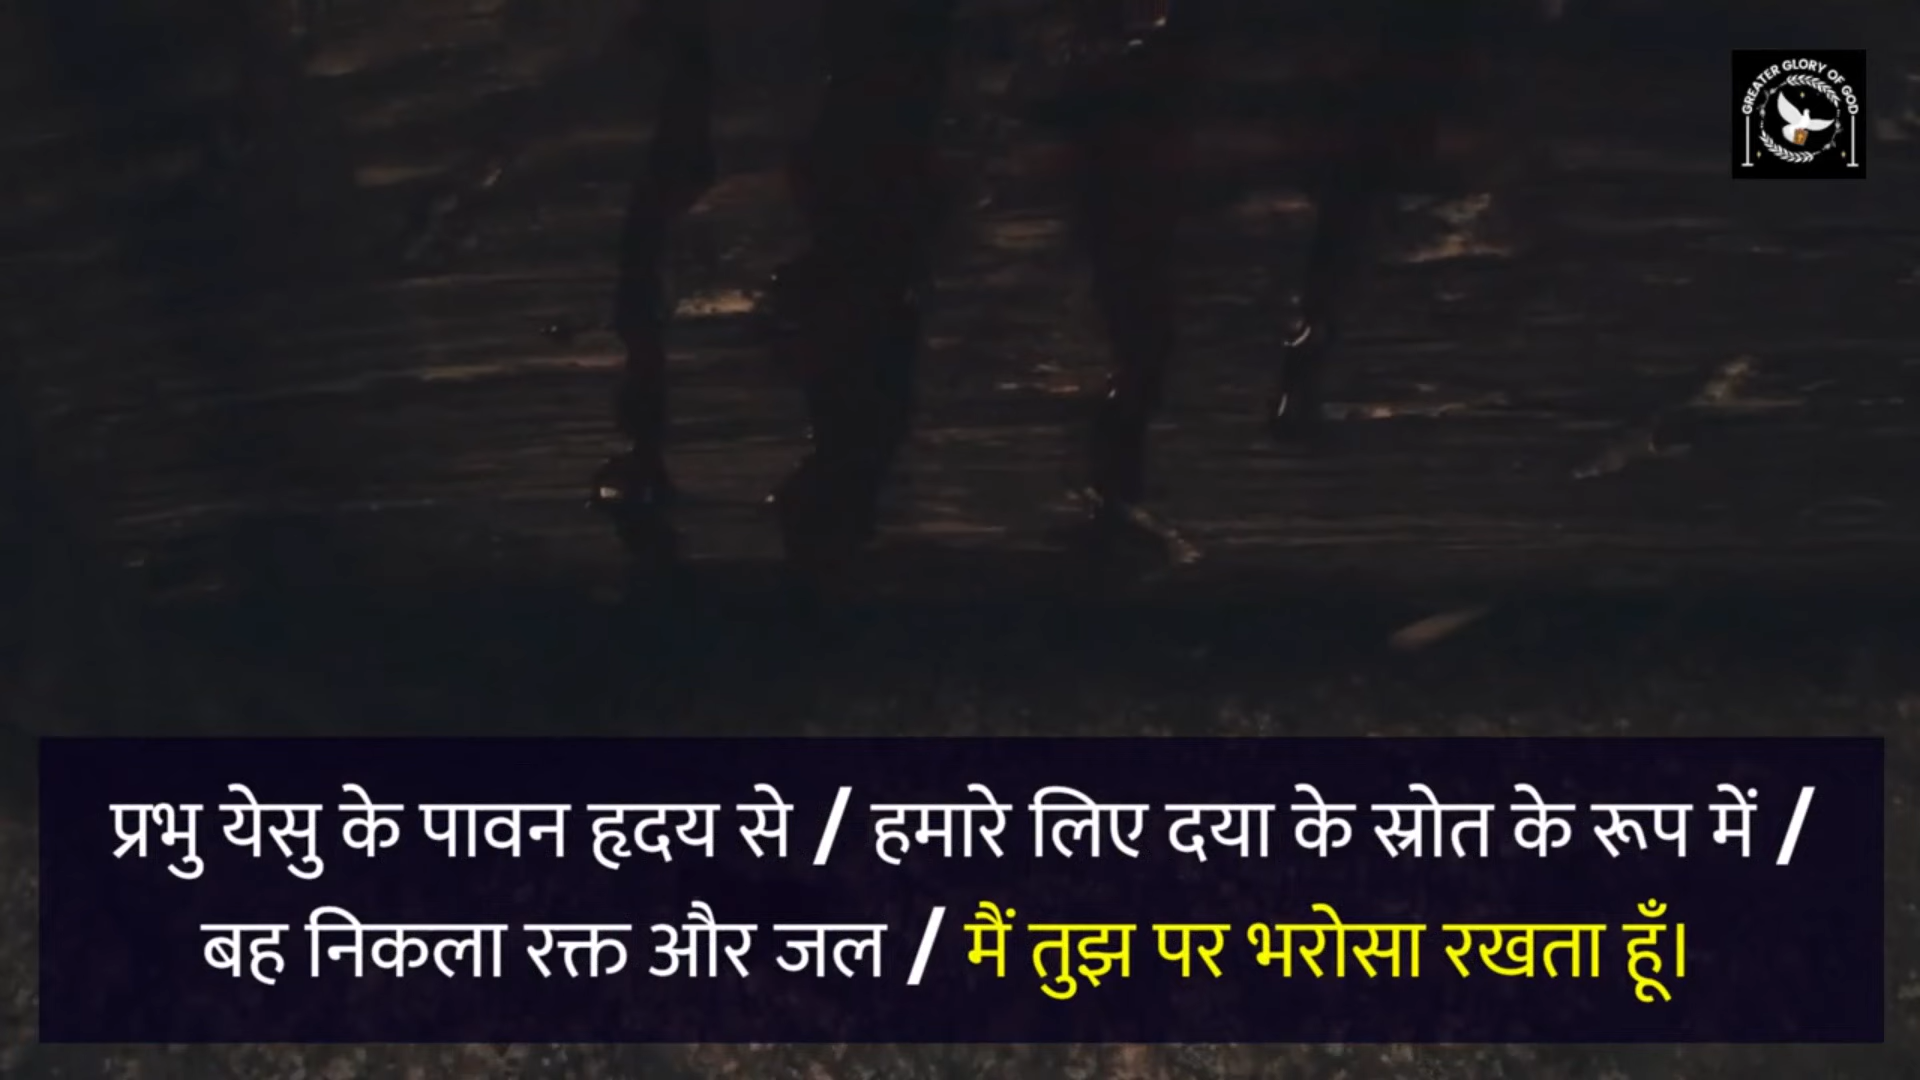 GREATER GLORY OF GOD
प्रभु येसु के पावन हृदय से / हमारे लिए दया के स्रोत के रूप में /
बह निकला रक्त और जल / मैं तुझ पर भरोसा रखता हूँ।